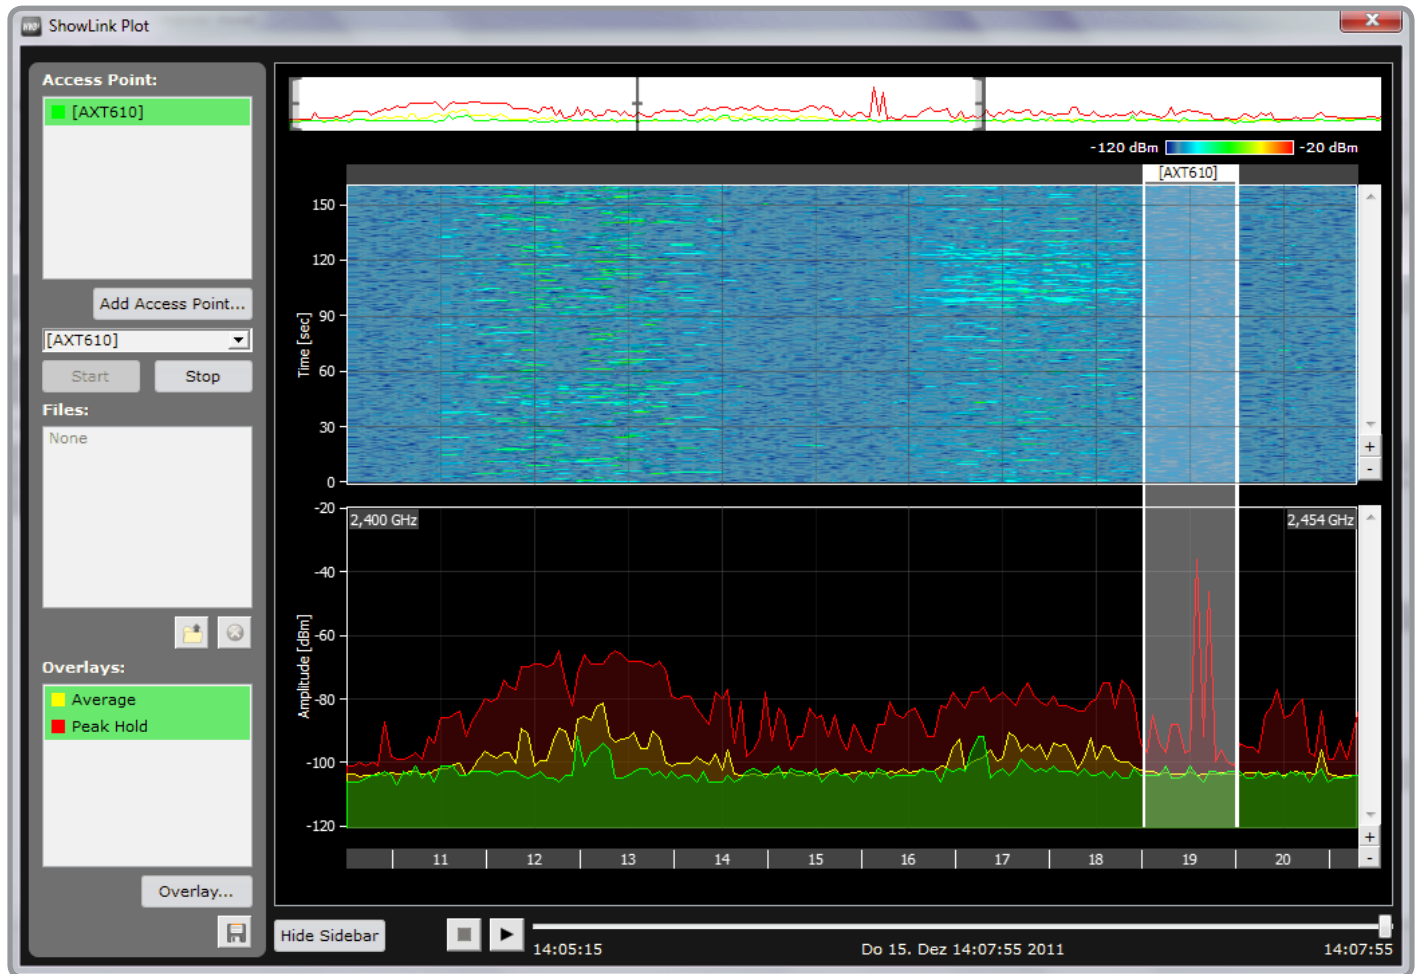 ShowLink Plot
Access Point:
[AXT610]
Add Access Point...
[AXT610]
Start
Stop
Files:
None
Overlays:
Average
Peak Hold
Overlay...
-120 dBm
-20 dBm
[AXT610]
Time [sec]
150
120
90
60
30
0
+
-
Amplitude [dBm]
-20
-40
-60
-80
-100
-120
2,400 GHz
2,454 GHz
+
-
11 12 13 14 15 16 17 18 19 20
Hide Sidebar
14:05:15
Do 15. Dez 14:07:55 2011
14:07:55